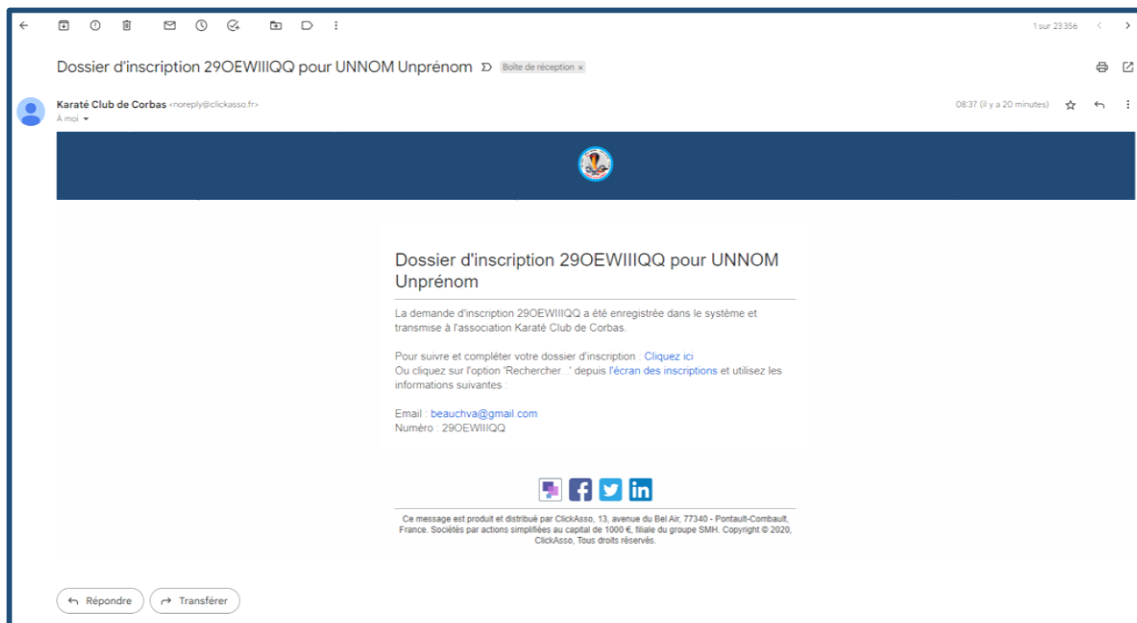 1 sur 23 356
Dossier d'inscription 29OEWIIIQQ pour UNNOM Unprénom
Boîte de réception ×
Karaté Club de Corbas <noreply@clickasso.fr>
08:37 (il y a 20 minutes)
À moi
Dossier d'inscription 29OEWIIIQQ pour UNNOM
Unprénom
La demande d'inscription 29OEWIIIQQ a été enregistrée dans le système et
transmise à l'association Karaté Club de Corbas.
Pour suivre et compléter votre dossier d'inscription : Cliquez ici
Ou cliquez sur l'option 'Rechercher...' depuis l'écran des inscriptions et utilisez les
informations suivantes :
Email : beauchva@gmail.com
Numéro : 29OEWIIIQQ
Ce message est produit et distribué par ClickAsso, 13, avenue du Bel Air, 77340 - Pontault-Combault,
France. Sociétés par actions simplifiées au capital de 1000 €, filiale du groupe SMH. Copyright © 2020,
ClickAsso, Tous droits réservés.
Répondre
Transférer